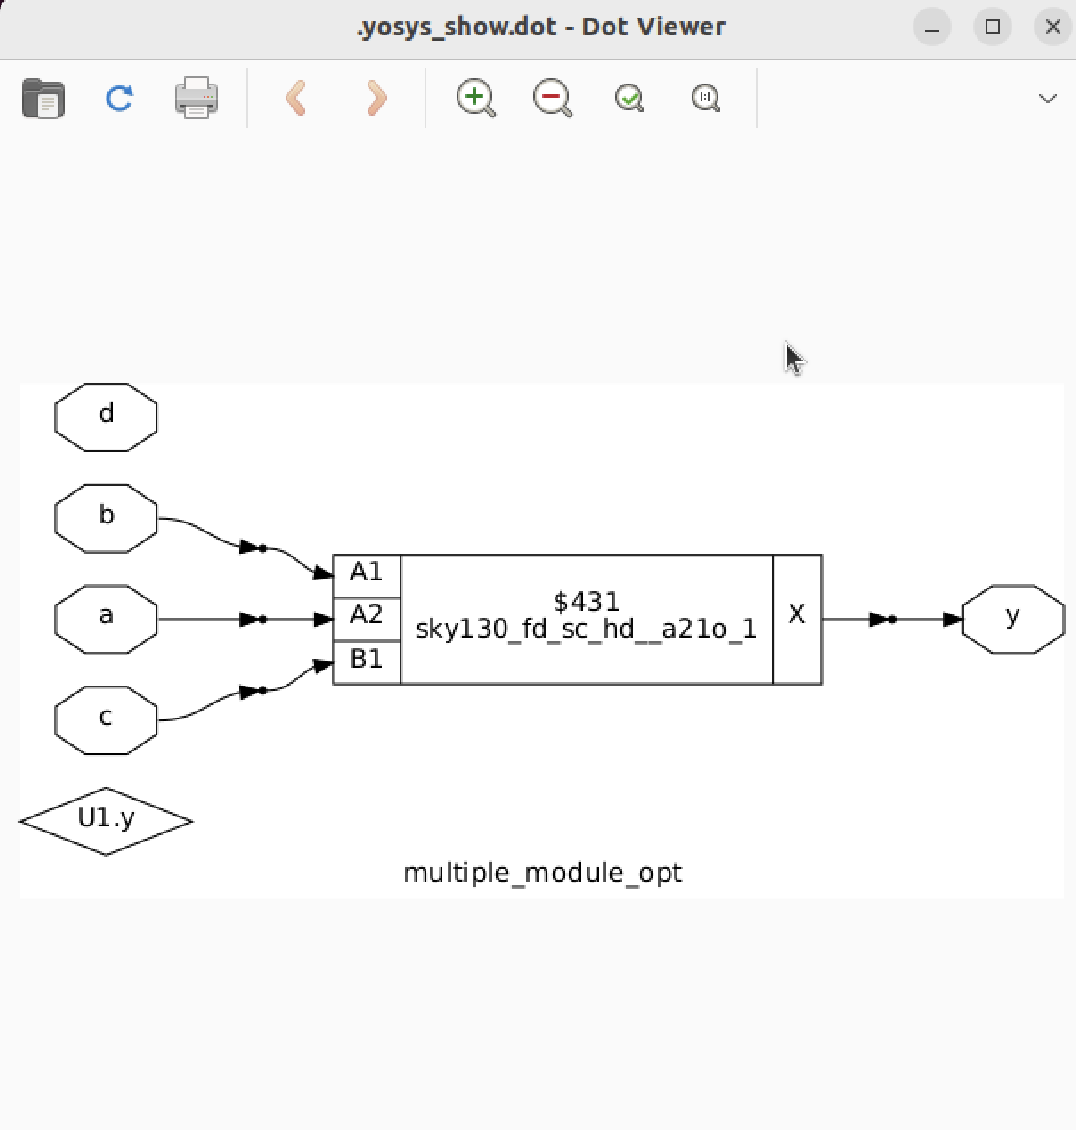 .yosys_show.dot - Dot Viewer
d
b
a
c
U1.y
A1
A2
B1
$431
sky130_fd_sc_hd__a21o_1
X
y
multiple_module_opt